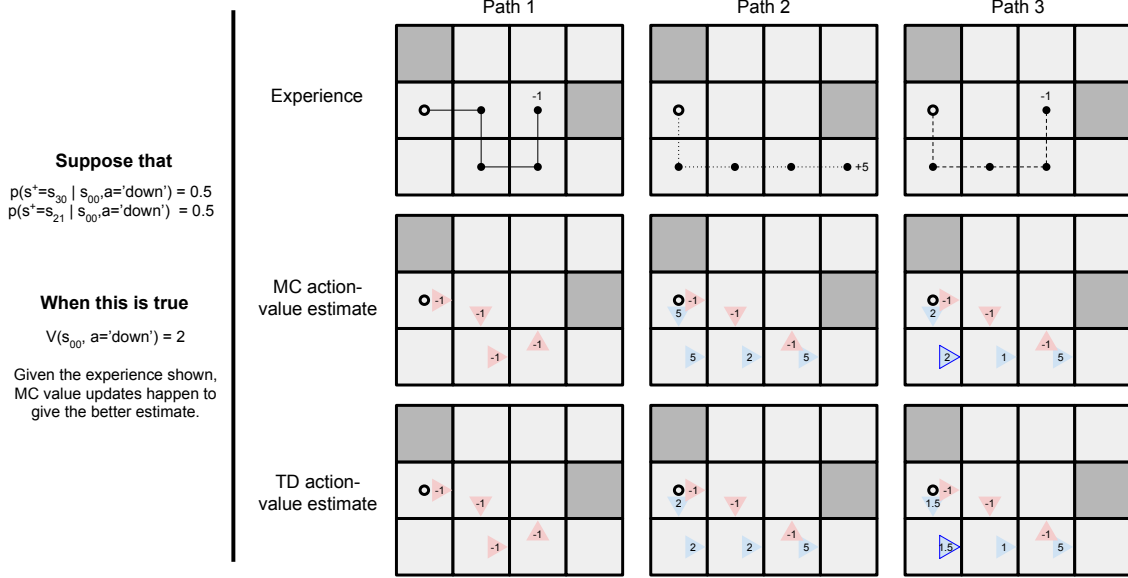 Path 1
Path 2
Path 3
Experience
-1
+5
-1
Suppose that
p(s⁺=s₃₀ | s₀₀,a='down') = 0.5
p(s⁺=s₂₁ | s₀₀,a='down') = 0.5
When this is true
V(s₀₀, a='down') = 2
Given the experience shown,
MC value updates happen to
give the better estimate.
MC action-
value estimate
-1
-1
-1
-1
-1
5
-1
-1
5
2
5
-1
2
-1
-1
2
1
5
TD action-
value estimate
-1
-1
-1
-1
-1
2
-1
-1
2
2
5
-1
1.5
-1
-1
1.5
1
5